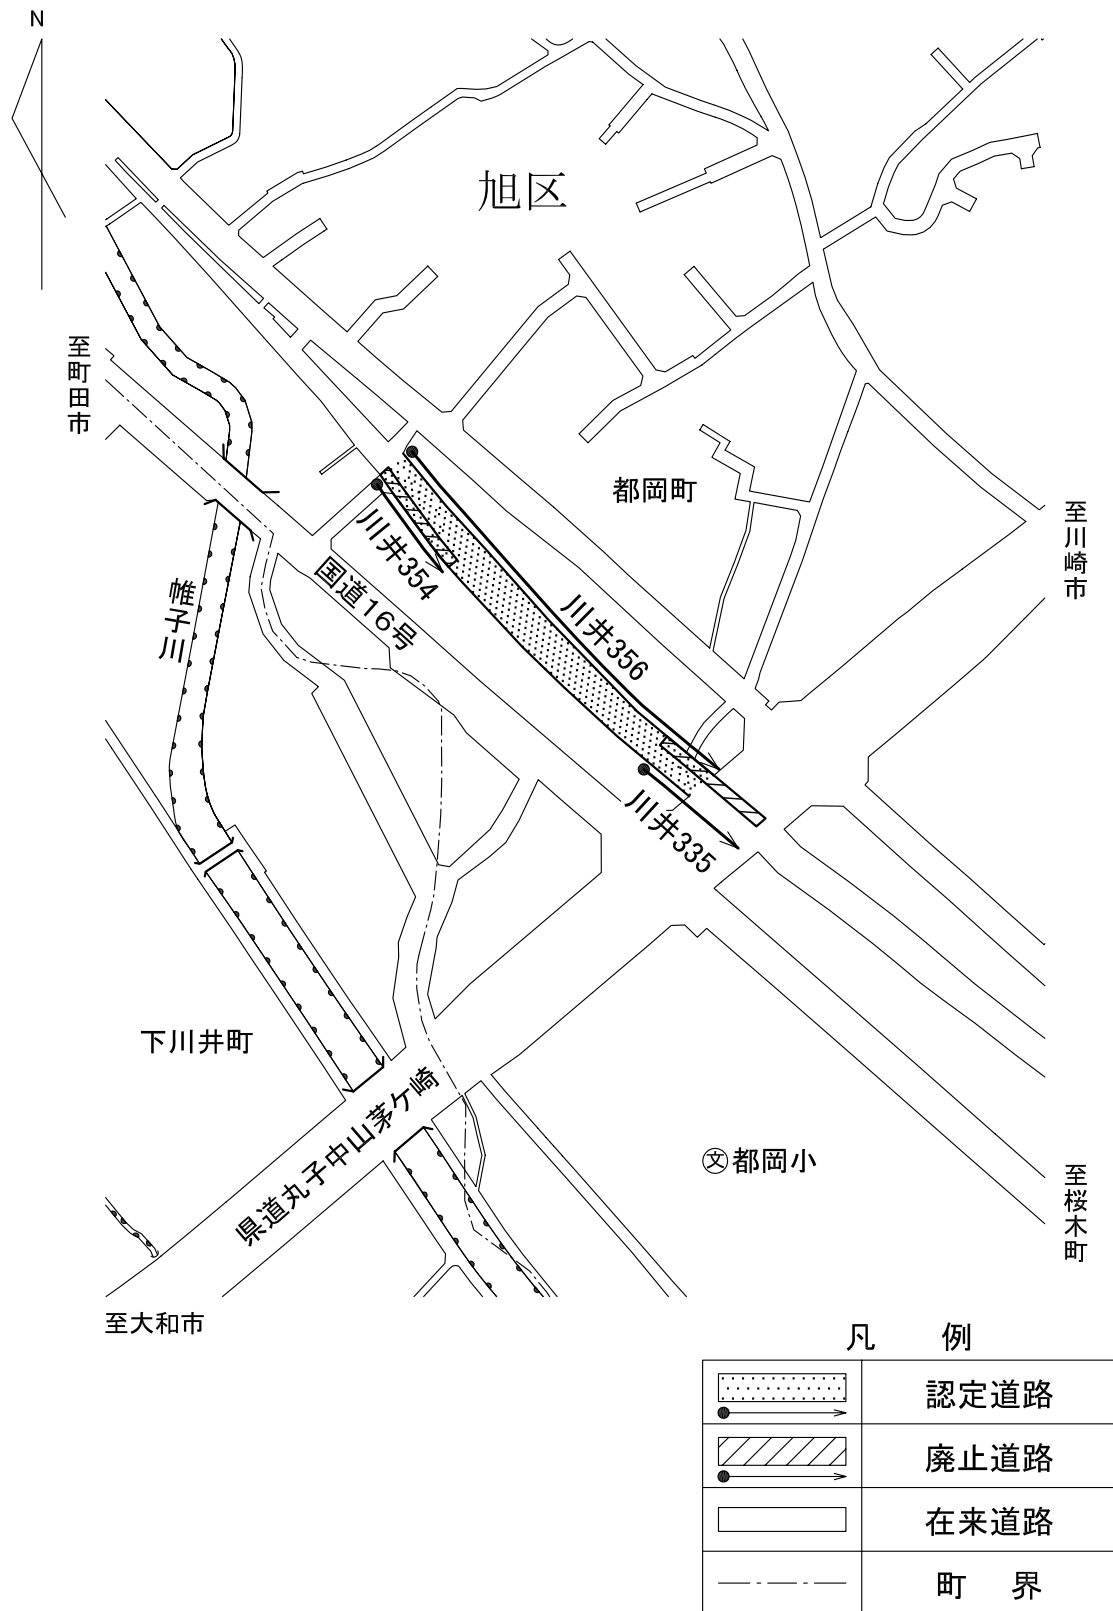 N
旭区
至町田市
都岡町
至川崎市
川井354
国道16号
川井356
帷子川
川井335
下川井町
県道丸子中山茅ケ崎
文都岡小
至桜木町
至大和市
凡 例
認定道路
廃止道路
在来道路
町 界